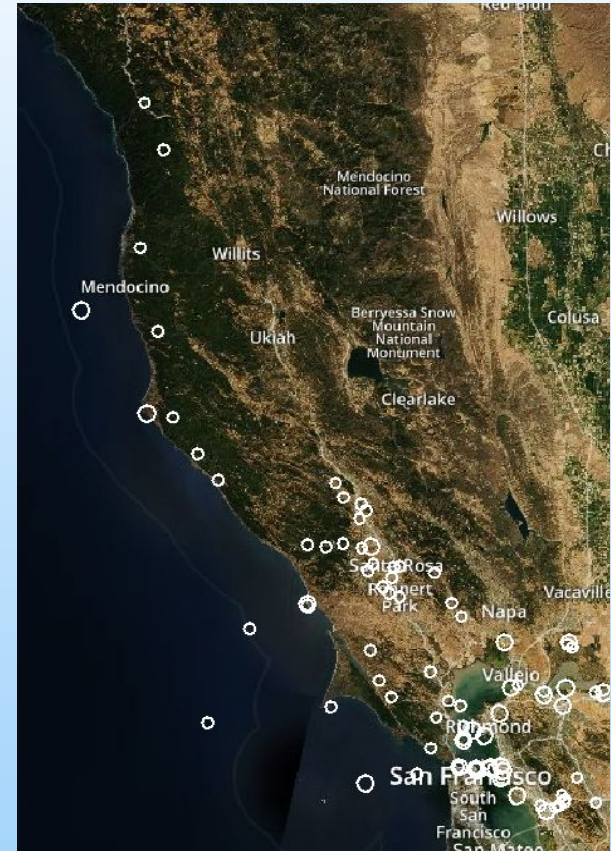 Red Bluff
Ch
Mendocino
National Forest
Willows
Willits
Mendocino
Colusa
Berryessa Snow
Mountain
National
Monument
Ukiah
Clearlake
Santa Rosa
Rohnert
Park
Vacaville
Napa
Vallejo
Richmond
San Francisco
South
San
Francisco
San Mateo